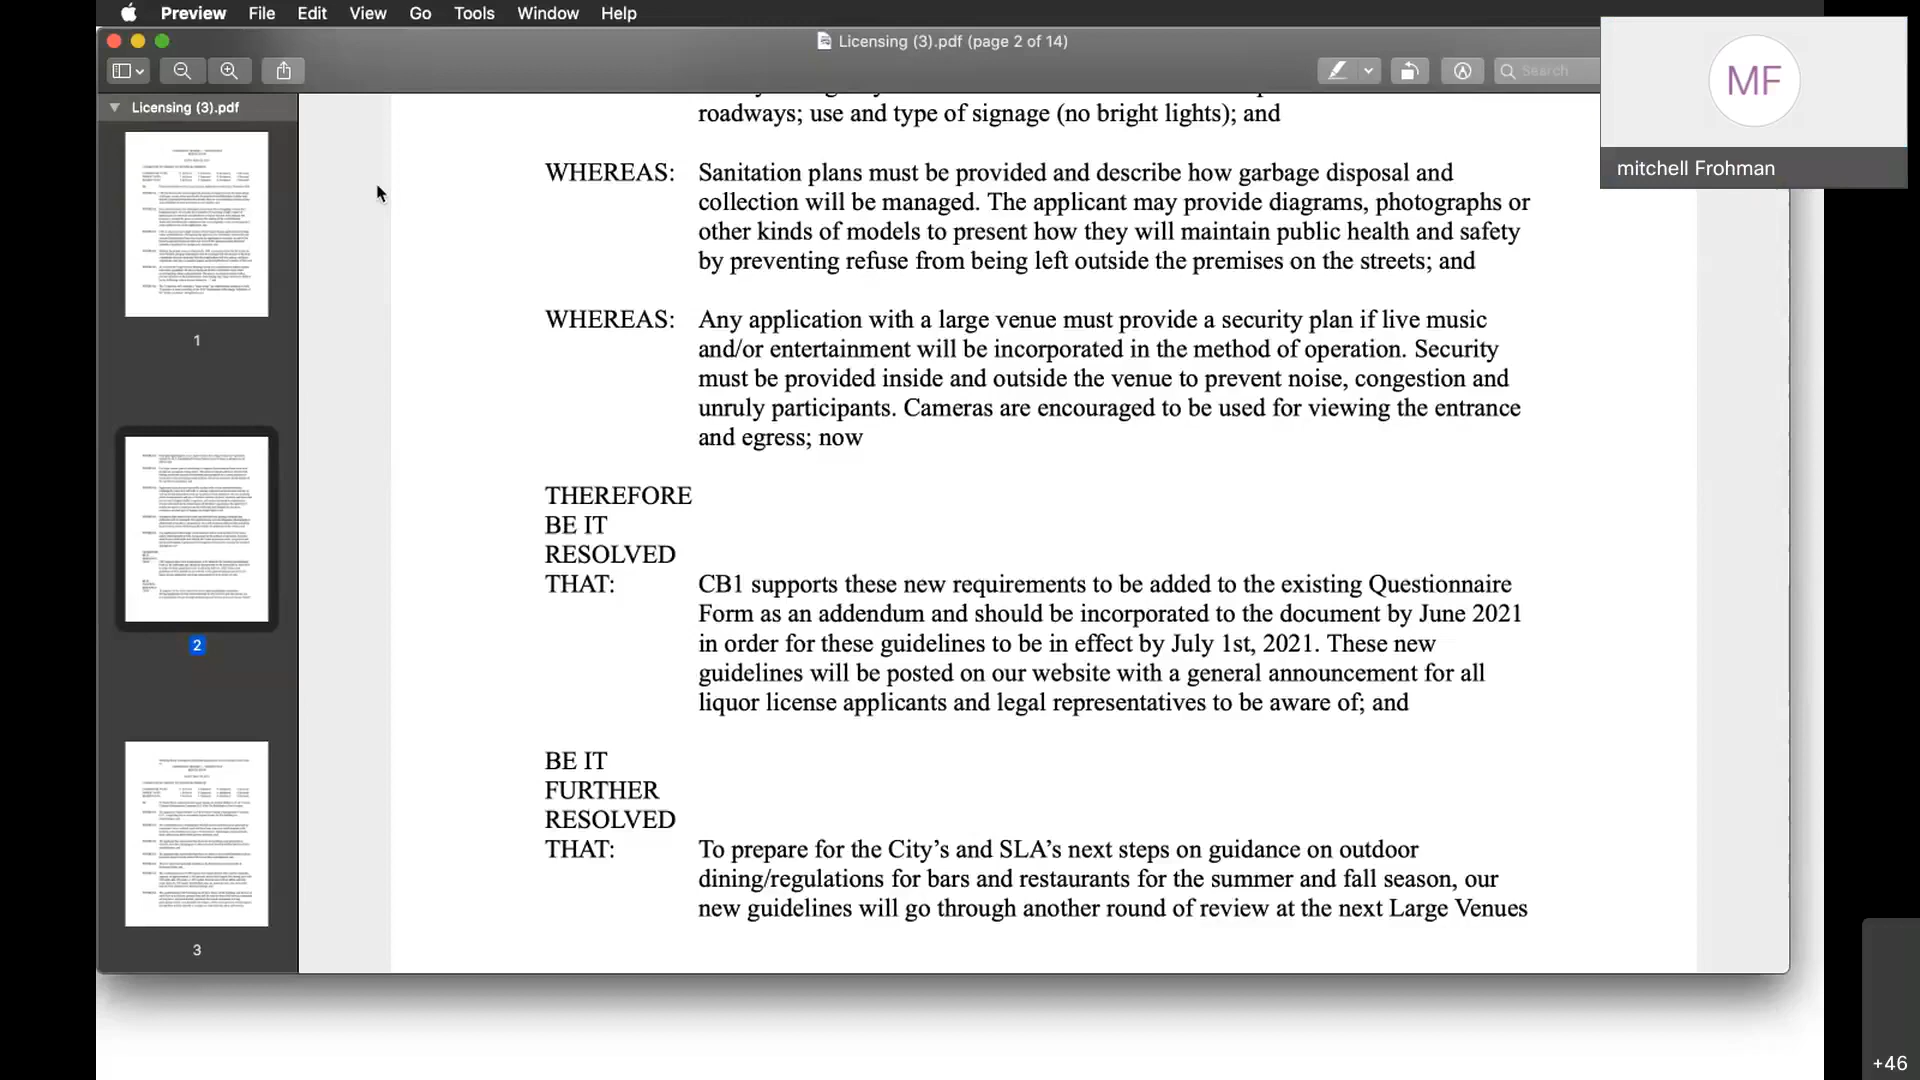 Preview File Edit View Go Tools Window Help
Licensing (3).pdf (page 2 of 14)
Search
MF
mitchell Frohman
Licensing (3).pdf
1
2
3
roadways; use and type of signage (no bright lights); and
WHEREAS: Sanitation plans must be provided and describe how garbage disposal and
collection will be managed. The applicant may provide diagrams, photographs or
other kinds of models to present how they will maintain public health and safety
by preventing refuse from being left outside the premises on the streets; and
WHEREAS: Any application with a large venue must provide a security plan if live music
and/or entertainment will be incorporated in the method of operation. Security
must be provided inside and outside the venue to prevent noise, congestion and
unruly participants. Cameras are encouraged to be used for viewing the entrance
and egress; now
THEREFORE
BE IT
RESOLVED
THAT: CB1 supports these new requirements to be added to the existing Questionnaire
Form as an addendum and should be incorporated to the document by June 2021
in order for these guidelines to be in effect by July 1st, 2021. These new
guidelines will be posted on our website with a general announcement for all
liquor license applicants and legal representatives to be aware of; and
BE IT
FURTHER
RESOLVED
THAT: To prepare for the City’s and SLA’s next steps on guidance on outdoor
dining/regulations for bars and restaurants for the summer and fall season, our
new guidelines will go through another round of review at the next Large Venues
+46